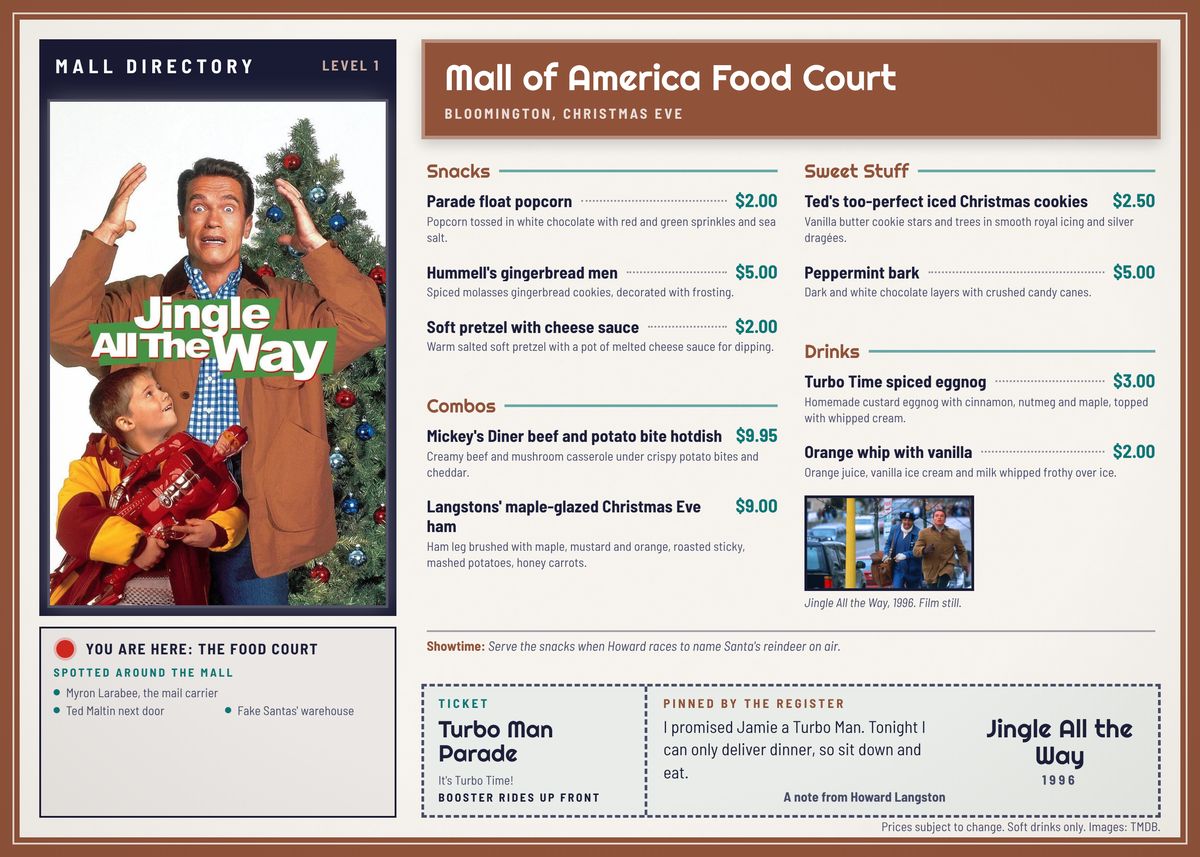 MALL DIRECTORY
LEVEL 1
Jingle
All The Way
YOU ARE HERE: THE FOOD COURT
SPOTTED AROUND THE MALL
Myron Larabee, the mail carrier
Ted Maltin next door
Fake Santas' warehouse
Mall of America Food Court
BLOOMINGTON, CHRISTMAS EVE
Snacks
Parade float popcorn $2.00
Popcorn tossed in white chocolate with red and green sprinkles and sea
salt.
Hummell's gingerbread men $5.00
Spiced molasses gingerbread cookies, decorated with frosting.
Soft pretzel with cheese sauce $2.00
Warm salted soft pretzel with a pot of melted cheese sauce for dipping.
Combos
Mickey's Diner beef and potato bite hotdish $9.95
Creamy beef and mushroom casserole under crispy potato bites and
cheddar.
Langstons' maple-glazed Christmas Eve $9.00
ham
Ham leg brushed with maple, mustard and orange, roasted sticky,
mashed potatoes, honey carrots.
Sweet Stuff
Ted's too-perfect iced Christmas cookies $2.50
Vanilla butter cookie stars and trees in smooth royal icing and silver
dragées.
Peppermint bark $5.00
Dark and white chocolate layers with crushed candy canes.
Drinks
Turbo Time spiced eggnog $3.00
Homemade custard eggnog with cinnamon, nutmeg and maple, topped
with whipped cream.
Orange whip with vanilla $2.00
Orange juice, vanilla ice cream and milk whipped frothy over ice.
Jingle All the Way, 1996. Film still.
Showtime: Serve the snacks when Howard races to name Santa's reindeer on air.
TICKET
Turbo Man
Parade
It's Turbo Time!
BOOSTER RIDES UP FRONT
PINNED BY THE REGISTER
I promised Jamie a Turbo Man. Tonight I
can only deliver dinner, so sit down and
eat.
A note from Howard Langston
Jingle All the
Way
1996
Prices subject to change. Soft drinks only. Images: TMDB.